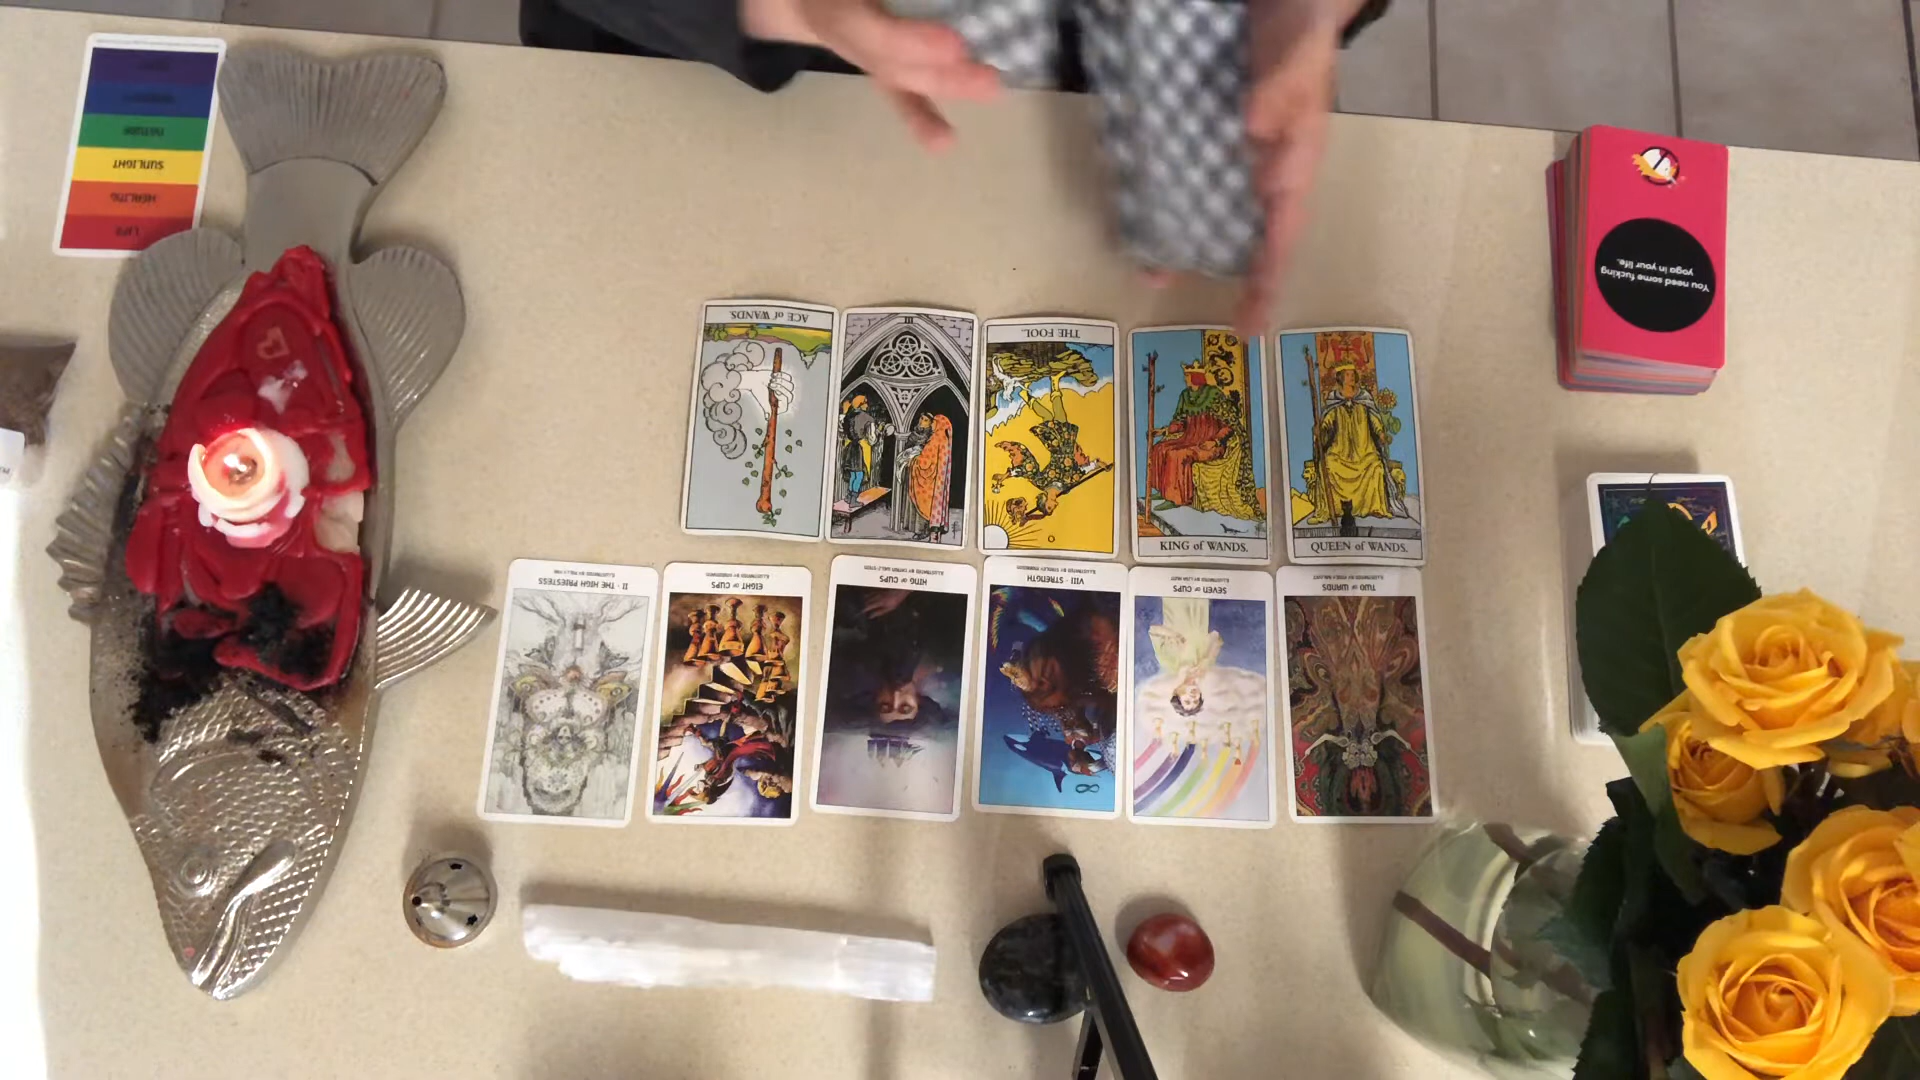 NATURE
SUNLIGHT
HEALING
LIFE
You need some fucking
yoga in your life.
ACE of WANDS.
III
THE FOOL.
0
KING of WANDS.
QUEEN of WANDS.
II · THE HIGH PRIESTESS
EIGHT OF CUPS
KING OF CUPS
VIII · STRENGTH
SEVEN OF CUPS
TWO OF WANDS